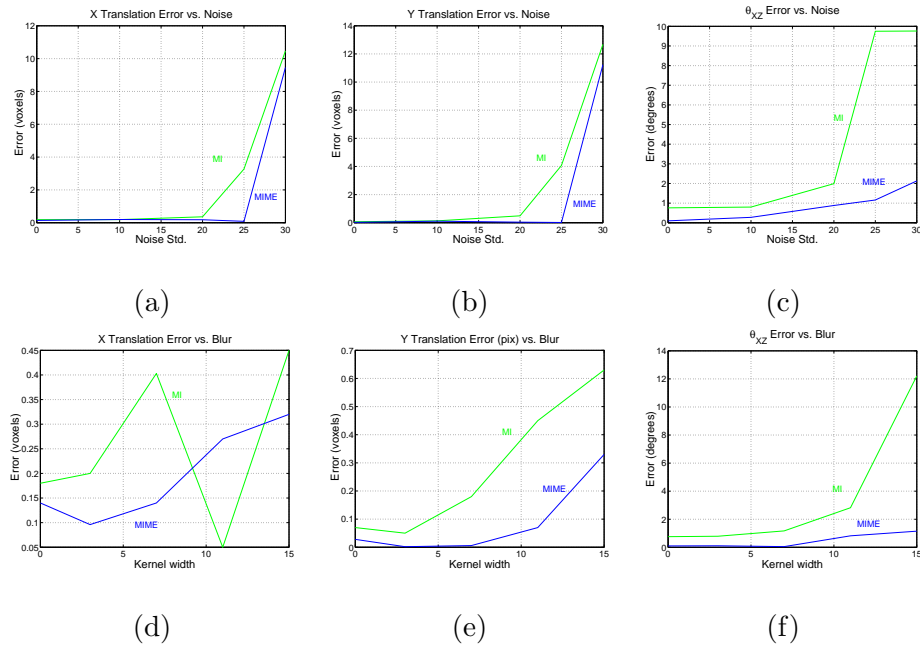 X Translation Error vs. Noise
12
10
8
6
4
2
0
0 5 10 15 20 25 30
Error (voxels)
Noise Std.
MI
MIME
(a)
Y Translation Error vs. Noise
14
12
10
8
6
4
2
0
0 5 10 15 20 25 30
Error (voxels)
Noise Std.
MI
MIME
(b)
θXZ Error vs. Noise
10
9
8
7
6
5
4
3
2
1
0
0 5 10 15 20 25 30
Error (degrees)
Noise Std.
MI
MIME
(c)
X Translation Error vs. Blur
0.45
0.4
0.35
0.3
0.25
0.2
0.15
0.1
0.05
0 5 10 15
Error (voxels)
Kernel width
MI
MIME
(d)
Y Translation Error (pix) vs. Blur
0.7
0.6
0.5
0.4
0.3
0.2
0.1
0
0 5 10 15
Error (voxels)
Kernel width
MI
MIME
(e)
θXZ Error vs. Blur
14
12
10
8
6
4
2
0
0 5 10 15
Error (degrees)
Kernel width
MI
MIME
(f)